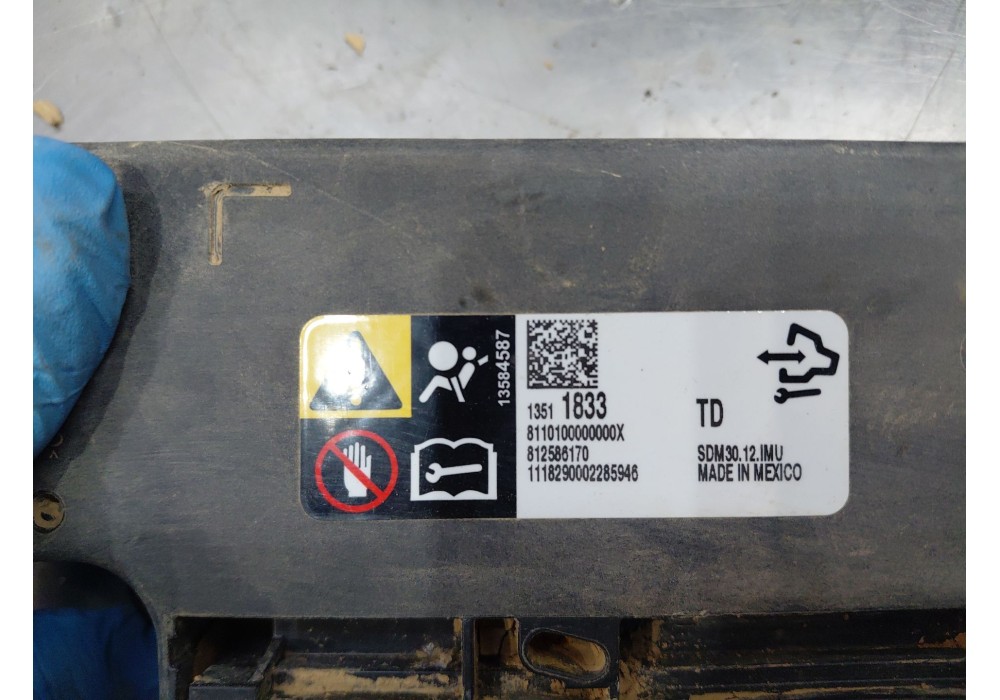 13584587
1351 1833
8110100000000X
812586170
1118290002285946
TD
SDM30.12.IMU
MADE IN MEXICO